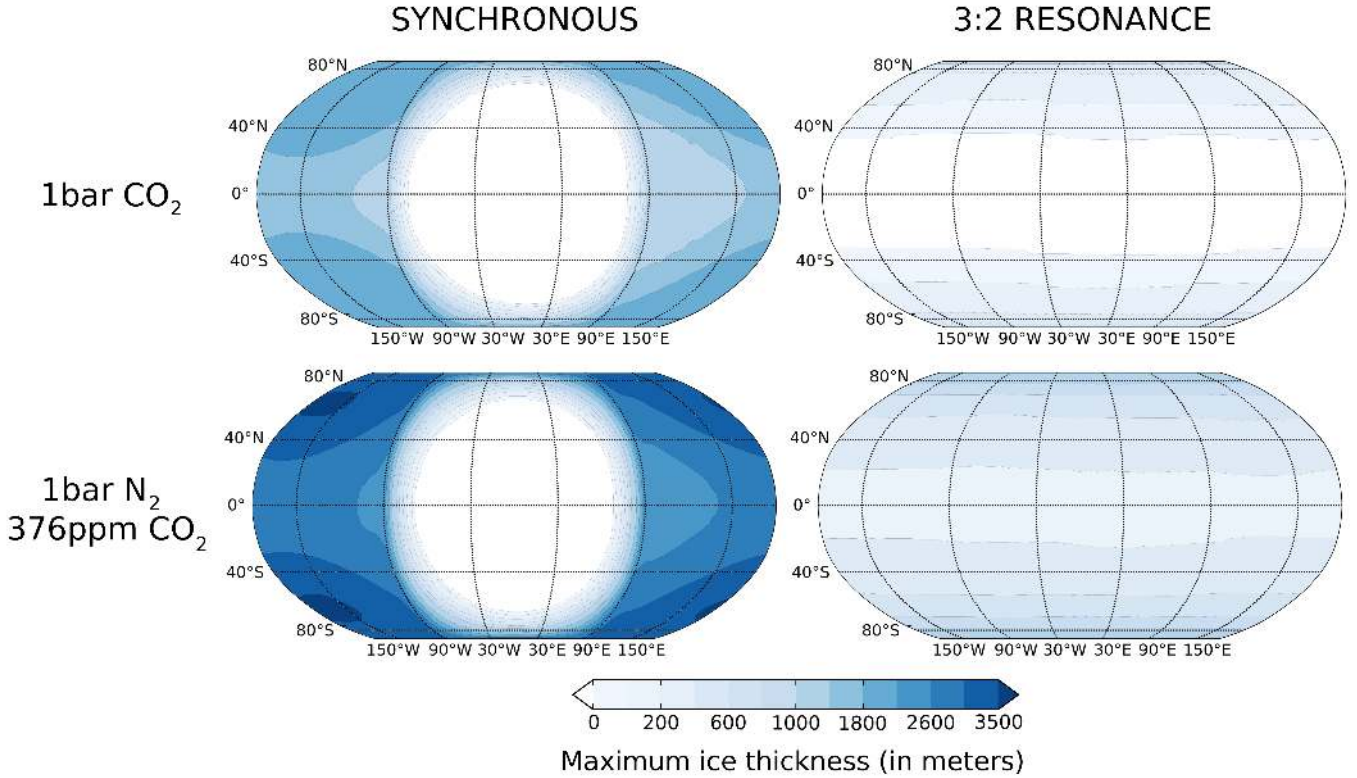 SYNCHRONOUS
3:2 RESONANCE
1bar CO₂
80°N
40°N
0°
40°S
80°S
150°W 90°W 30°W 30°E 90°E 150°E
80°N
40°N
0°
40°S
80°S
150°W 90°W 30°W 30°E 90°E 150°E
1bar N₂
376ppm CO₂
80°N
40°N
0°
40°S
80°S
150°W 90°W 30°W 30°E 90°E 150°E
80°N
40°N
0°
40°S
80°S
150°W 90°W 30°W 30°E 90°E 150°E
0 200 600 1000 1800 2600 3500
Maximum ice thickness (in meters)